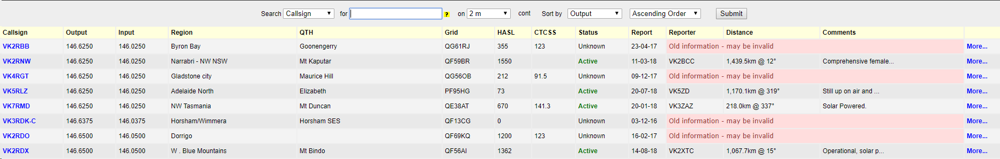 Search Callsign for ? on 2 m cont Sort by Output Ascending Order Submit
Callsign Output Input Region QTH Grid HASL CTCSS Status Report Reporter Distance Comments
VK2RBB 146.6250 146.0250 Byron Bay Goonengerry QG61RJ 355 123 Unknown 23-04-17 Old information - may be invalid More...
VK2RNW 146.6250 146.0250 Narrabri - NW NSW Mt Kaputar QF59BR 1550 Active 11-03-18 VK2BCC 1,439.5km @ 12° Comprehensive female... More...
VK4RGT 146.6250 146.0250 Gladstone city Maurice Hill QG56OB 212 91.5 Unknown 09-12-17 Old information - may be invalid More...
VK5RLZ 146.6250 146.0250 Adelaide North Elizabeth PF95HG 73 Active 20-07-18 VK5ZD 1,170.1km @ 319° Still up on air and ... More...
VK7RMD 146.6250 146.0250 NW Tasmania Mt Duncan QE38AT 670 141.3 Active 20-01-18 VK3ZAZ 218.0km @ 337° Solar Powered. More...
VK3RDK-C 146.6375 146.0375 Horsham/Wimmera Horsham SES QF13CG 0 Unknown 03-12-16 Old information - may be invalid More...
VK2RDO 146.6500 146.0500 Dorrigo QF69KQ 1200 123 Unknown 16-02-17 Old information - may be invalid More...
VK2RDX 146.6500 146.0500 W . Blue Mountains Mt Bindo QF56AI 1362 Active 14-08-18 VK2XTC 1,067.7km @ 15° Operational, solar p... More...